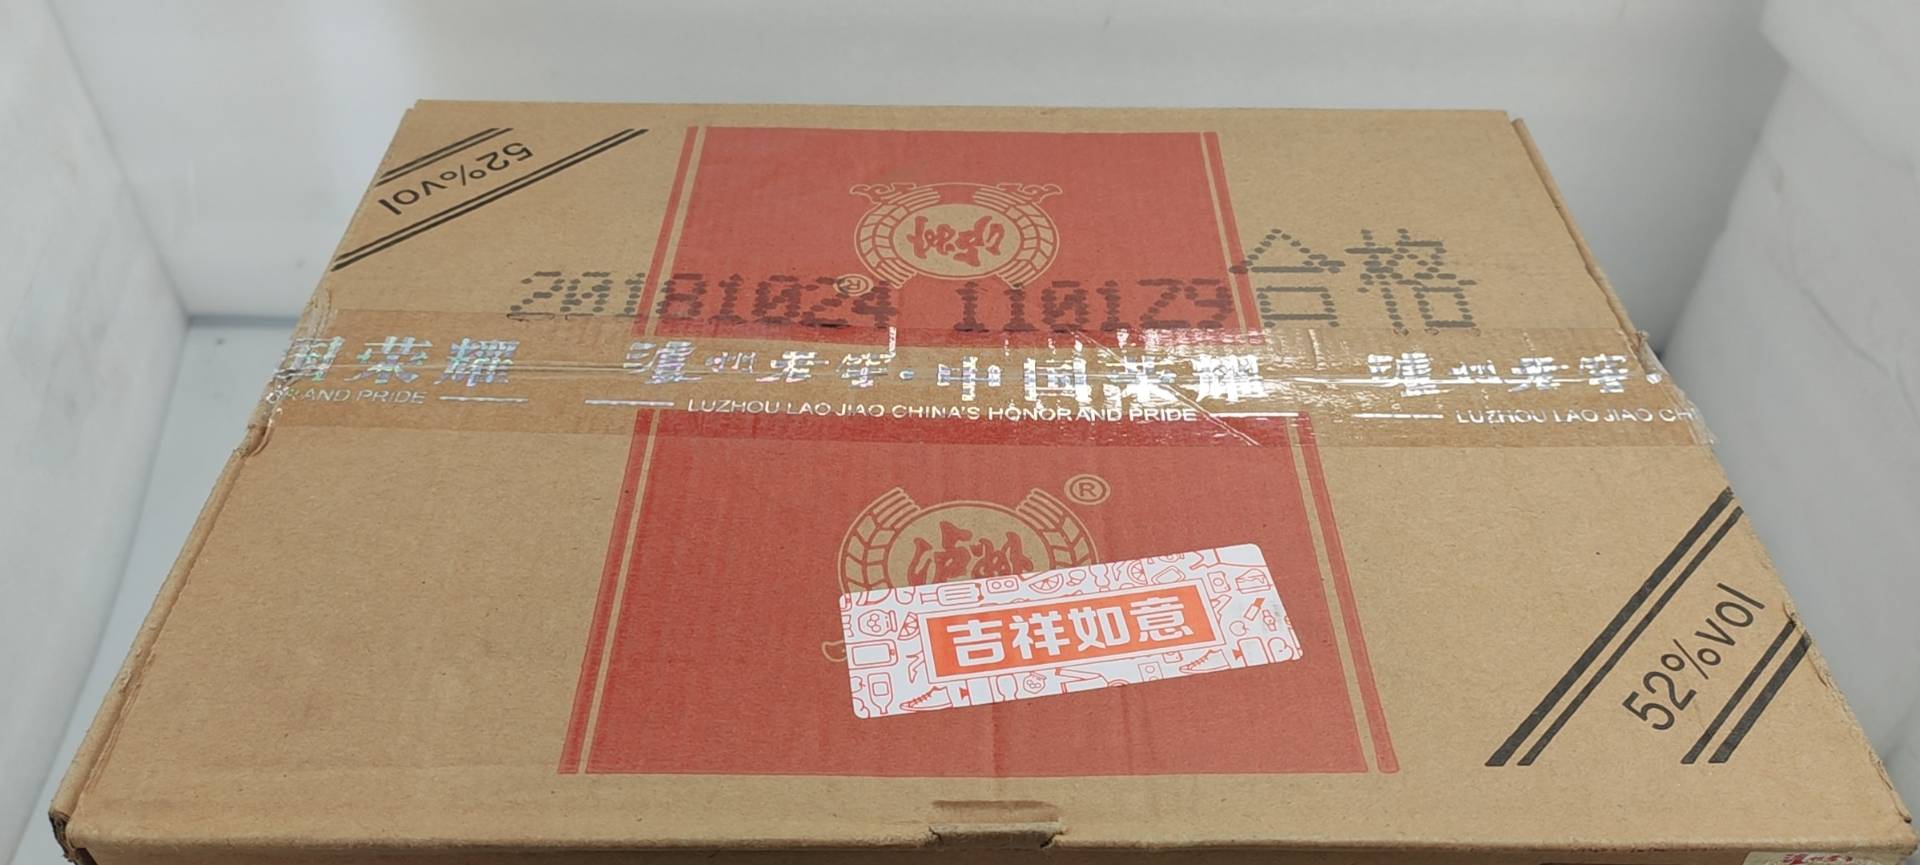 52%vol
20181024 110129合格
国荣耀 泸州老窖·中国荣耀 泸州老窖·
AND PRIDE LUZHOU LAO JIAO CHINA'S HONOR AND PRIDE LUZHOU LAO JIAO CH
®
®
吉祥如意
52%vol